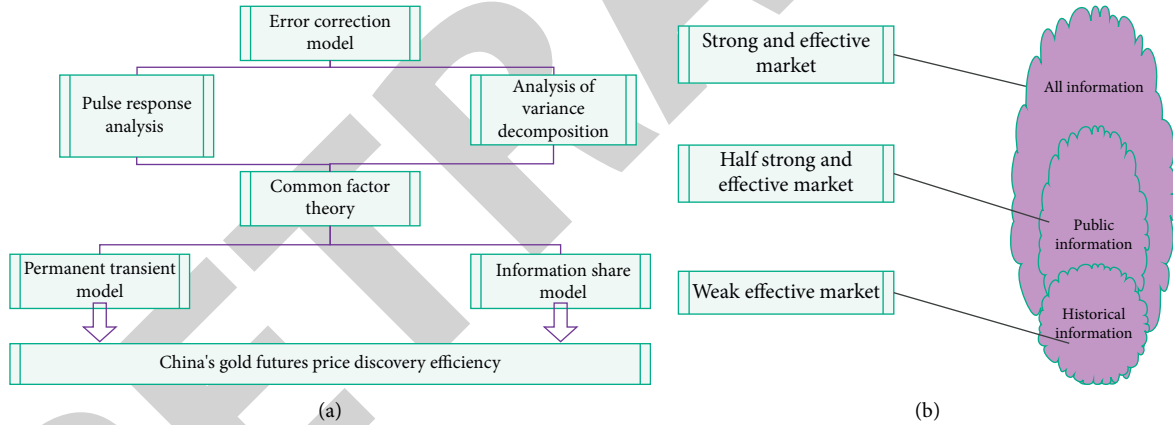 Error correction
model
Pulse response
analysis
Analysis of
variance
decomposition
Common factor
theory
Permanent transient
model
Information share
model
China's gold futures price discovery efficiency
(a)
Strong and effective
market
Half strong and
effective market
Weak effective market
All information
Public
information
Historical
information
(b)